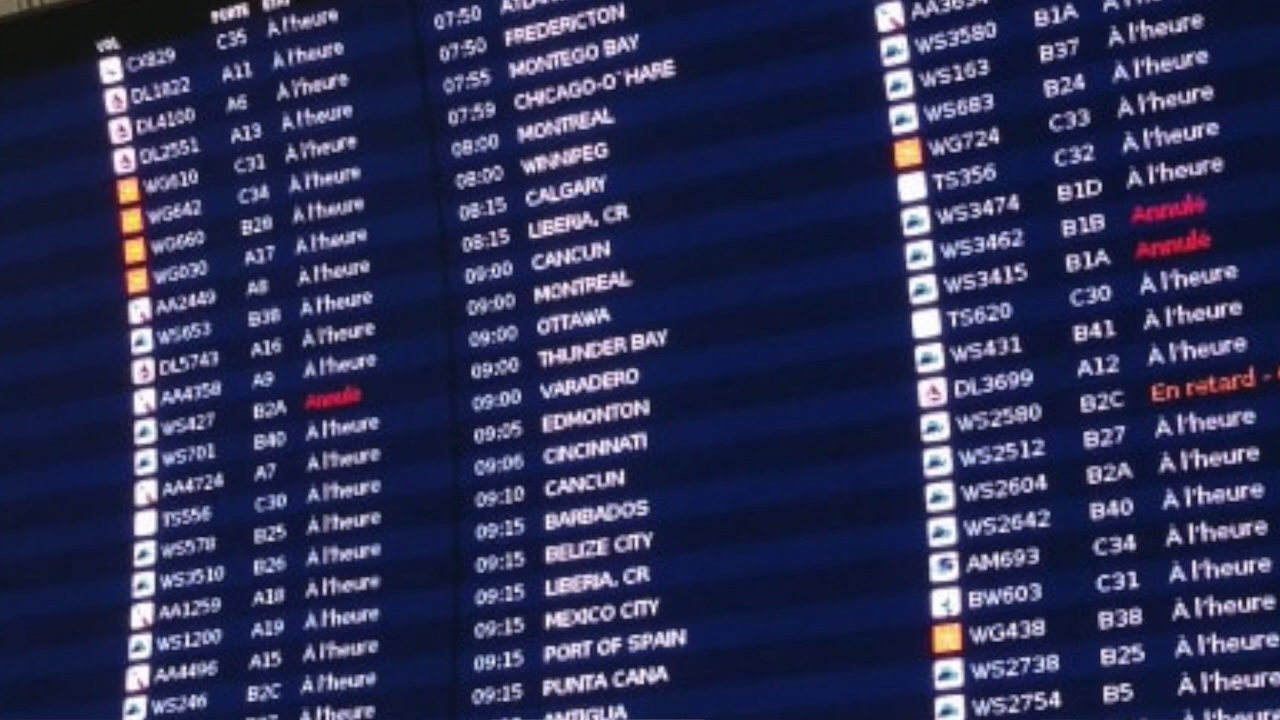 VOL PORTE
CX829 C35 À l'heure
DL1822 A11 À l'heure
DL4100 A6 À l'heure
DL2551 A13 À l'heure
WG610 C31 À l'heure
WG642 C34 À l'heure
WG660 B28 À l'heure
WG030 A17 À l'heure
AA2449 A8 À l'heure
WS653 B38 À l'heure
DL5743 A16 À l'heure
AA4358 A9 À l'heure
WS427 B2A Annulé
WS701 B40 À l'heure
AA4724 A7 À l'heure
TS556 C30 À l'heure
WS578 B25 À l'heure
WS3510 B26 À l'heure
AA1259 A18 À l'heure
WS1200 A19 À l'heure
AA4496 A15 À l'heure
WS246 B2C À l'heure
07:50
07:50 FREDERICTON
07:55 MONTEGO BAY
07:59 CHICAGO-O'HARE
08:00 MONTREAL WS3580 B1A À l'heure
08:00 WINNIPEG WS163 B37 À l'heure
08:15 CALGARY WS683 B24 À l'heure
08:15 LIBERIA, CR WG724 C33 À l'heure
09:00 CANCUN TS356 C32 À l'heure
09:00 MONTREAL WS3474 B1D À l'heure
09:00 OTTAWA WS3462 B1B Annulé
09:00 THUNDER BAY WS3415 B1A Annulé
09:00 VARADERO TS620 C30 À l'heure
09:05 EDMONTON WS431 B41 À l'heure
09:06 CINCINNATI DL3699 A12 À l'heure
09:10 CANCUN WS2580 B2C En retard -
09:15 BARBADOS WS2512 B27 À l'heure
09:15 BELIZE CITY WS2604 B2A À l'heure
09:15 LIBERIA, CR WS2642 B40 À l'heure
09:15 MEXICO CITY AM693 C34 À l'heure
09:15 PORT OF SPAIN BW603 C31 À l'heure
09:15 PUNTA CANA WG438 B38 À l'heure
ANTIGUA WS2738 B25 À l'heure
WS2754 B5 À l'heure